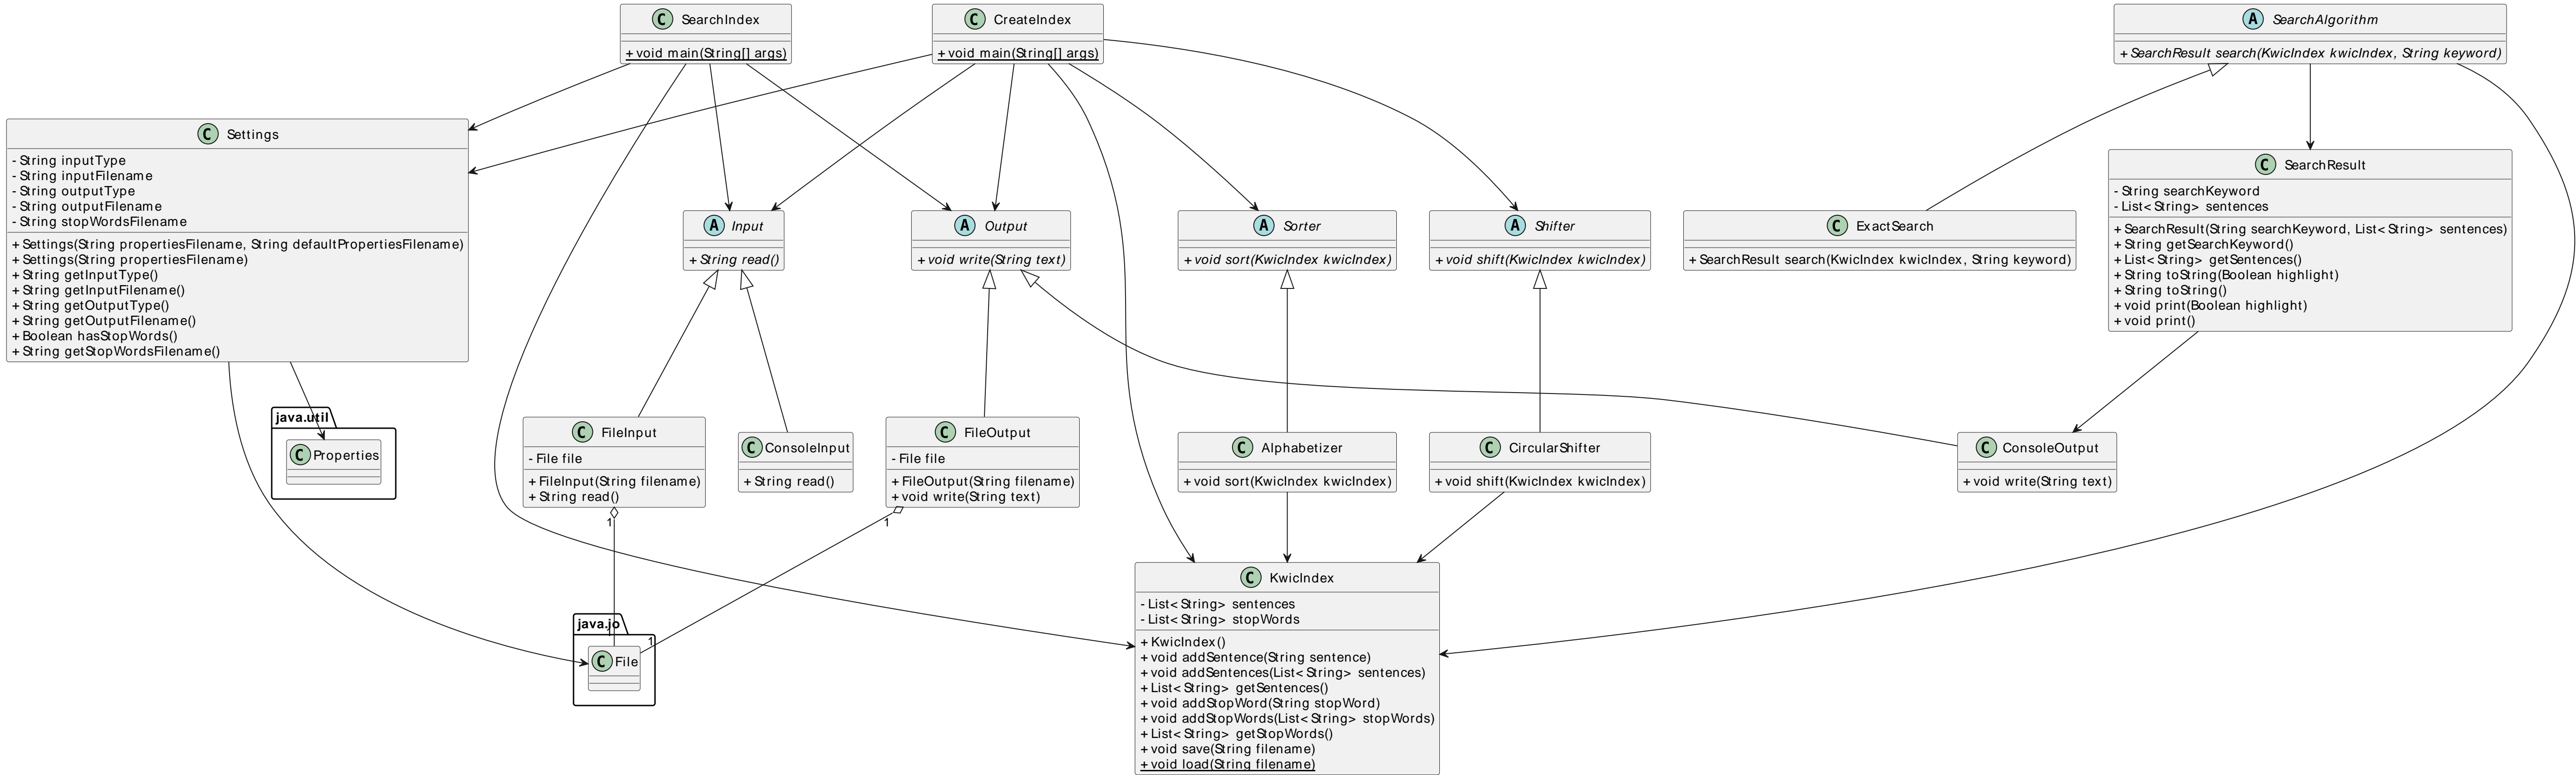 C SearchIndex
+ void main(String[] args)
C CreateIndex
+ void main(String[] args)
A SearchAlgorithm
+ SearchResult search(KwicIndex kwicIndex, String keyword)
C Settings
- String inputType
- String inputFilename
- String outputType
- String outputFilename
- String stopWordsFilename
+ Settings(String propertiesFilename, String defaultPropertiesFilename)
+ Settings(String propertiesFilename)
+ String getInputType()
+ String getInputFilename()
+ String getOutputType()
+ String getOutputFilename()
+ Boolean hasStopWords()
+ String getStopWordsFilename()
A Input
+ String read()
A Output
+ void write(String text)
A Sorter
+ void sort(KwicIndex kwicIndex)
A Shifter
+ void shift(KwicIndex kwicIndex)
C ExactSearch
+ SearchResult search(KwicIndex kwicIndex, String keyword)
C SearchResult
- String searchKeyword
- List<String> sentences
+ SearchResult(String searchKeyword, List<String> sentences)
+ String getSearchKeyword()
+ List<String> getSentences()
+ String toString(Boolean highlight)
+ String toString()
+ void print(Boolean highlight)
+ void print()
java.util
C Properties
C FileInput
- File file
+ FileInput(String filename)
+ String read()
1
C ConsoleInput
+ String read()
C FileOutput
- File file
+ FileOutput(String filename)
+ void write(String text)
1
C Alphabetizer
+ void sort(KwicIndex kwicIndex)
C CircularShifter
+ void shift(KwicIndex kwicIndex)
C ConsoleOutput
+ void write(String text)
java.io
1
1
C File
C KwicIndex
- List<String> sentences
- List<String> stopWords
+ KwicIndex()
+ void addSentence(String sentence)
+ void addSentences(List<String> sentences)
+ List<String> getSentences()
+ void addStopWord(String stopWord)
+ void addStopWords(List<String> stopWords)
+ List<String> getStopWords()
+ void save(String filename)
+ void load(String filename)